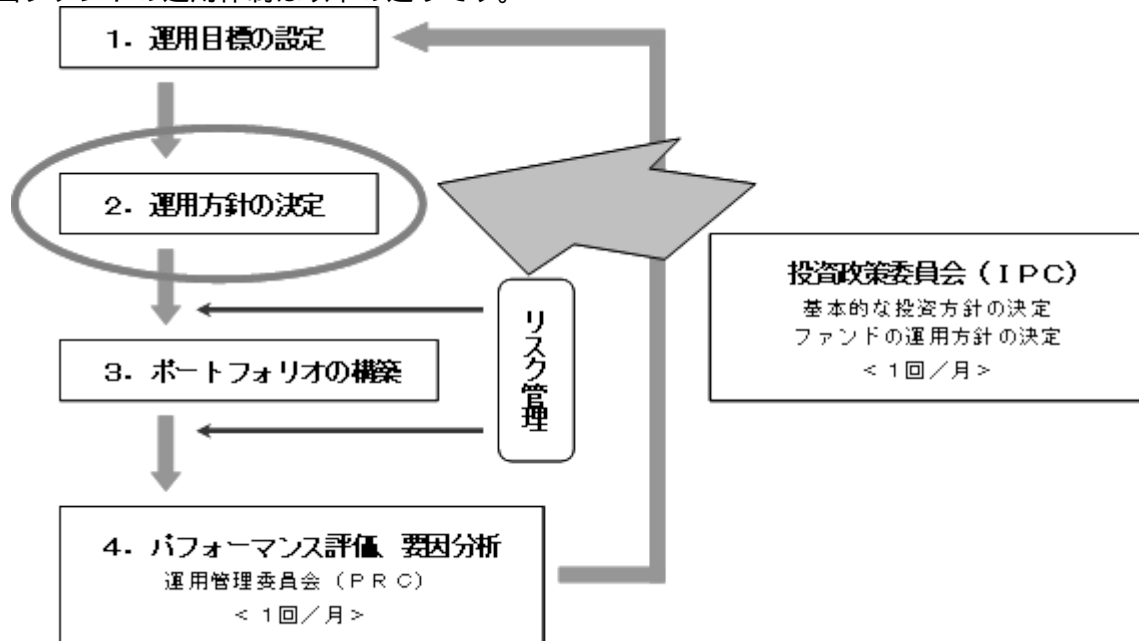 1．運用目標の設定
2．運用方針の決定
投資政策委員会（ＩＰＣ）
基本的な投資方針の決定
ファンドの運用方針の決定
＜１回／月＞
リスク管理
3．ポートフォリオの構築
4．パフォーマンス評価、要因分析
運用管理委員会（ＰＲＣ）
＜１回／月＞